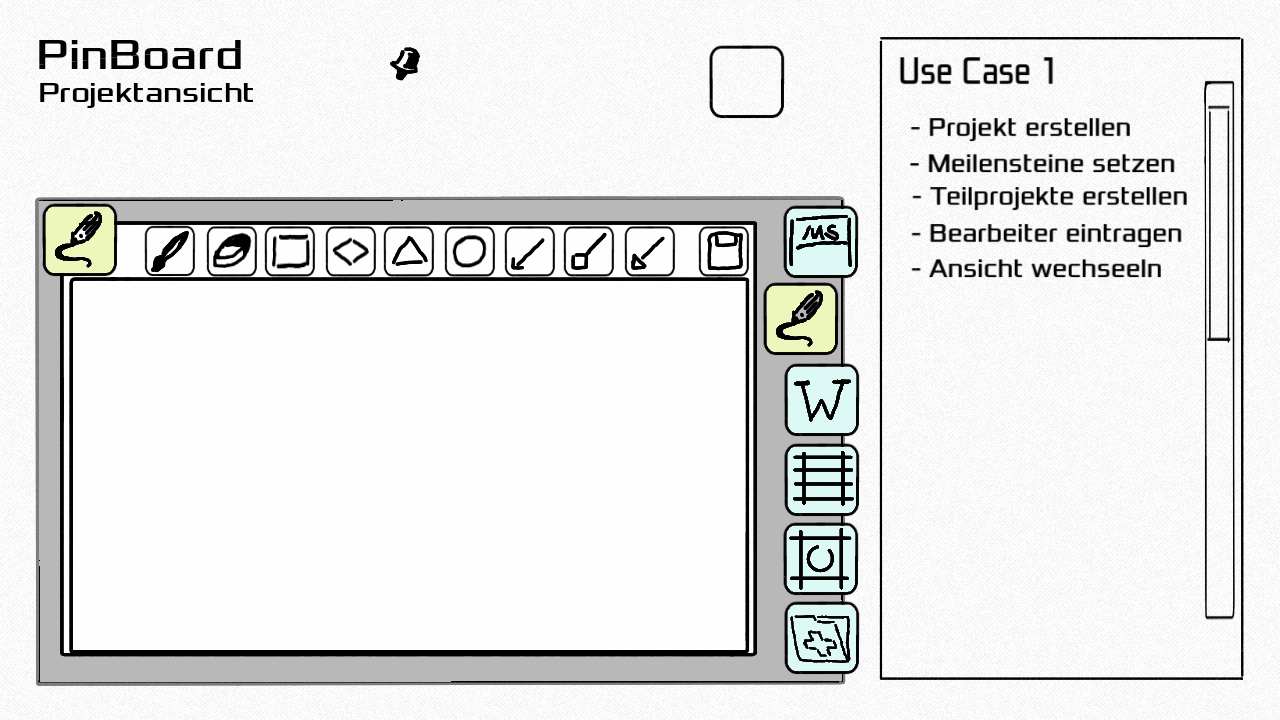 PinBoard
Projektansicht
MS
W
Use Case 1
- Projekt erstellen
- Meilensteine setzen
- Teilprojekte erstellen
- Bearbeiter eintragen
- Ansicht wechseeln